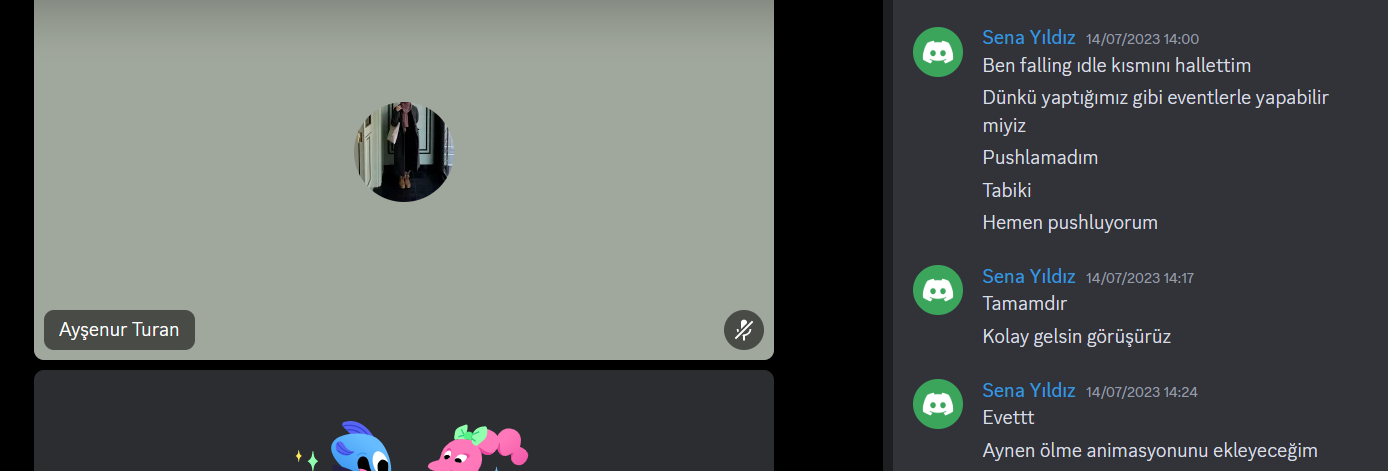 Ayşenur Turan
Sena Yıldız 14/07/2023 14:00
Ben falling ıdle kısmını hallettim
Dünkü yaptığımız gibi eventlerle yapabilir
miyiz
Pushlamadım
Tabiki
Hemen pushluyorum
Sena Yıldız 14/07/2023 14:17
Tamamdır
Kolay gelsin görüşürüz
Sena Yıldız 14/07/2023 14:24
Evettt
Aynen ölme animasyonunu ekleyeceğim